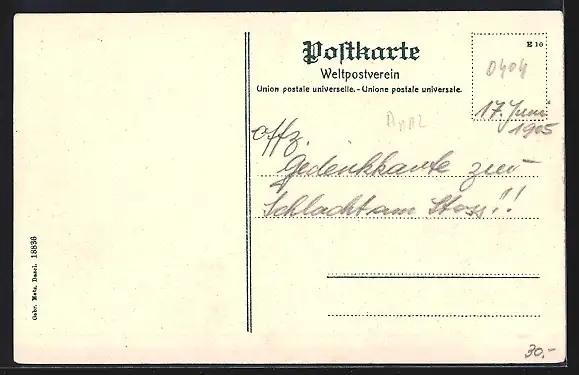 Postkarte
Weltpostverein
Union postale universelle. - Unione postale universale.
E 10
0404
17. Juni
1905
Offz.
Gedenkkarte zur
Schlacht am Stoss!!
Gebr. Metz, Basel. 18836
30.-